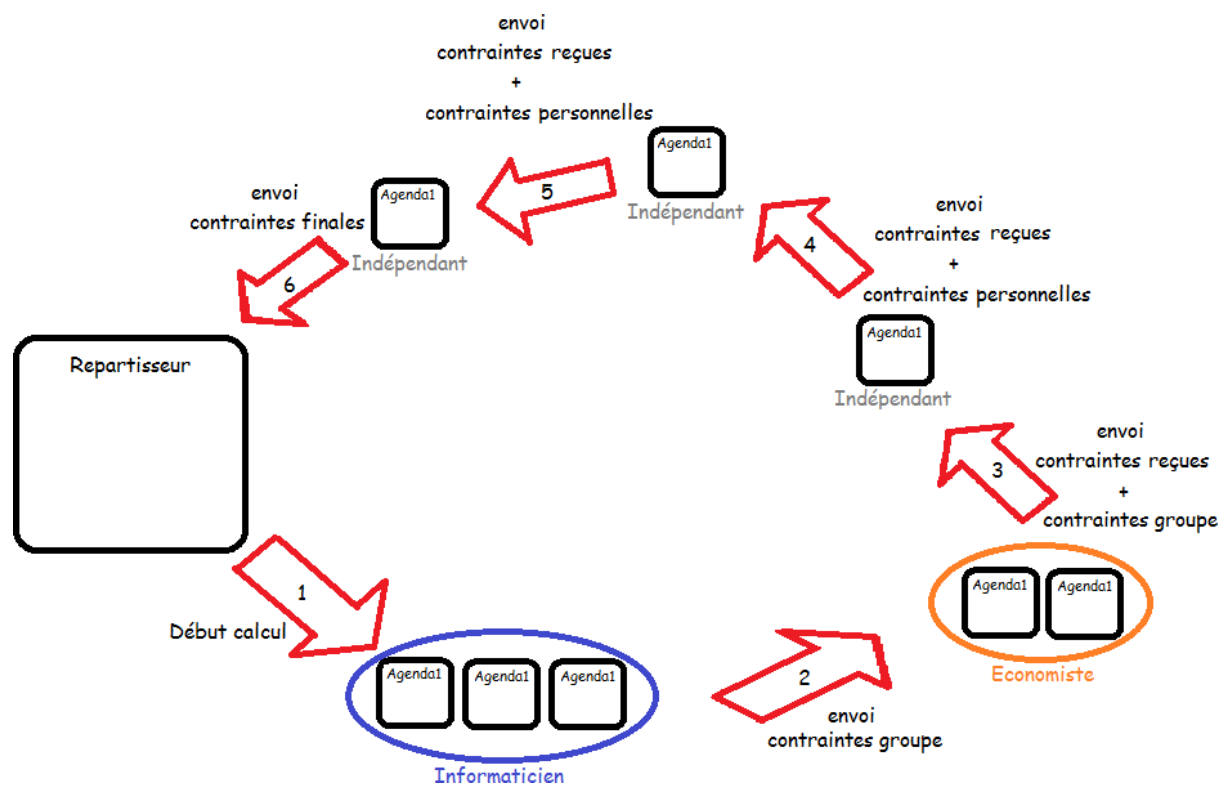 envoi
contraintes reçues
+
contraintes personnelles
Agenda1
Indépendant
5
Agenda1
Indépendant
envoi
contraintes finales
6
4
envoi
contraintes reçues
+
contraintes personnelles
Agenda1
Indépendant
3
envoi
contraintes reçues
+
contraintes groupe
Repartisseur
1
Début calcul
Agenda1 Agenda1 Agenda1
Informaticien
2
envoi
contraintes groupe
Agenda1 Agenda1
Economiste